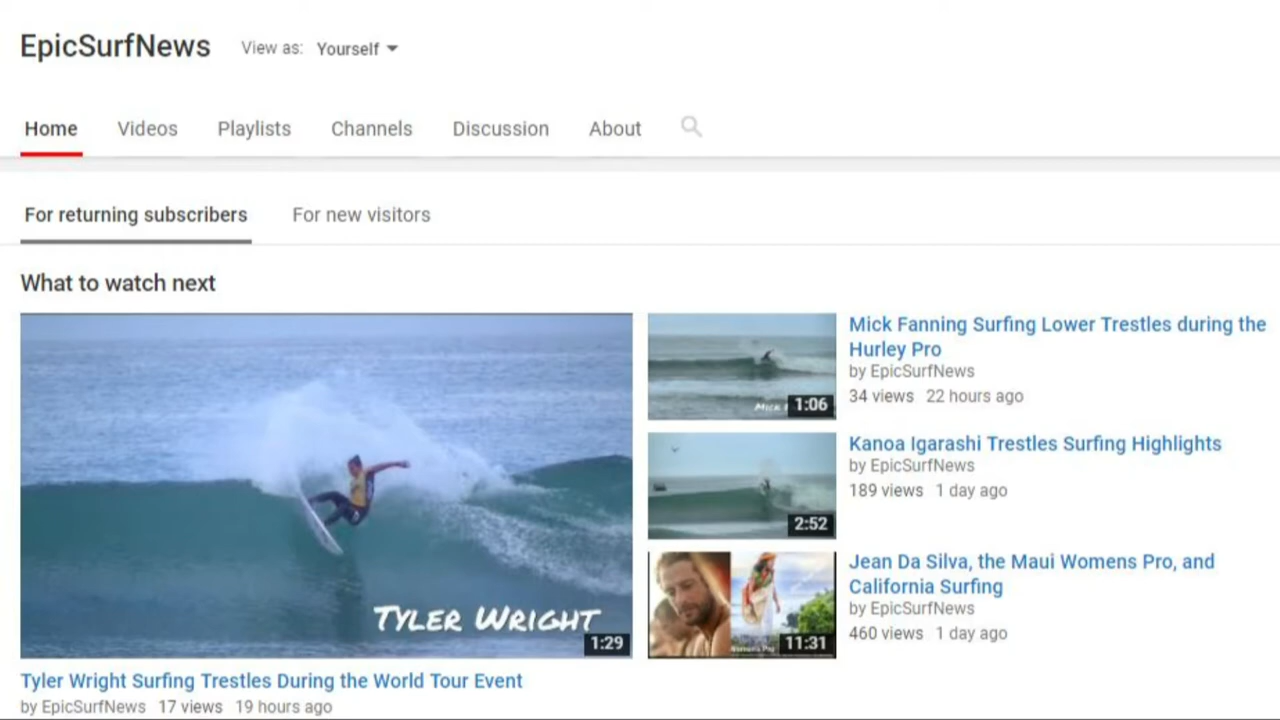 EpicSurfNews View as: Yourself
Home Videos Playlists Channels Discussion About
For returning subscribers For new visitors
What to watch next
TYLER WRIGHT
1:29
Tyler Wright Surfing Trestles During the World Tour Event
by EpicSurfNews 17 views 19 hours ago
MICK
1:06
Mick Fanning Surfing Lower Trestles during the
Hurley Pro
by EpicSurfNews
34 views 22 hours ago
2:52
Kanoa Igarashi Trestles Surfing Highlights
by EpicSurfNews
189 views 1 day ago
11:31
Jean Da Silva, the Maui Womens Pro, and
California Surfing
by EpicSurfNews
460 views 1 day ago